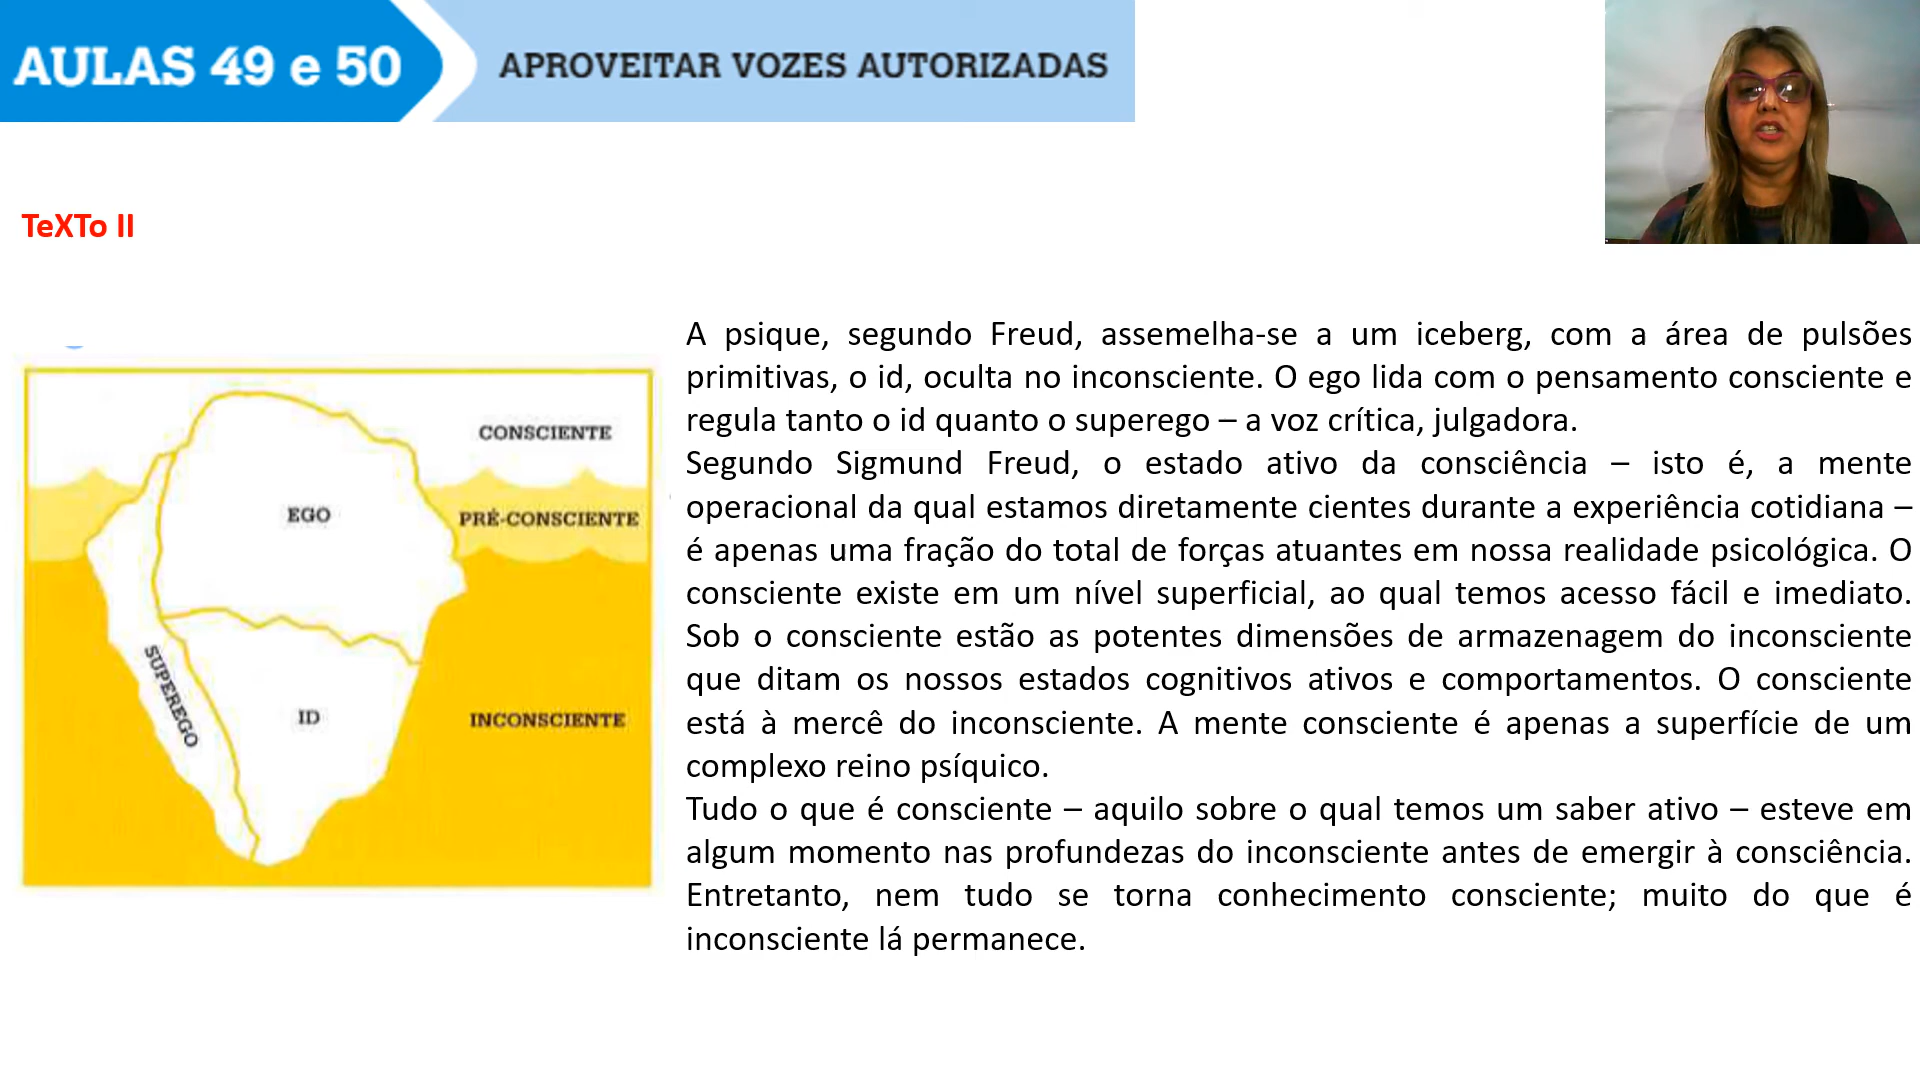 AULAS 49 e 50
APROVEITAR VOZES AUTORIZADAS
TeXTo II
CONSCIENTE
EGO
PRÉ-CONSCIENTE
SUPEREGO
ID
INCONSCIENTE
A psique, segundo Freud, assemelha-se a um iceberg, com a área de pulsões
primitivas, o id, oculta no inconsciente. O ego lida com o pensamento consciente e
regula tanto o id quanto o superego – a voz crítica, julgadora.
Segundo Sigmund Freud, o estado ativo da consciência – isto é, a mente
operacional da qual estamos diretamente cientes durante a experiência cotidiana –
é apenas uma fração do total de forças atuantes em nossa realidade psicológica. O
consciente existe em um nível superficial, ao qual temos acesso fácil e imediato.
Sob o consciente estão as potentes dimensões de armazenagem do inconsciente
que ditam os nossos estados cognitivos ativos e comportamentos. O consciente
está à mercê do inconsciente. A mente consciente é apenas a superfície de um
complexo reino psíquico.
Tudo o que é consciente – aquilo sobre o qual temos um saber ativo – esteve em
algum momento nas profundezas do inconsciente antes de emergir à consciência.
Entretanto, nem tudo se torna conhecimento consciente; muito do que é
inconsciente lá permanece.